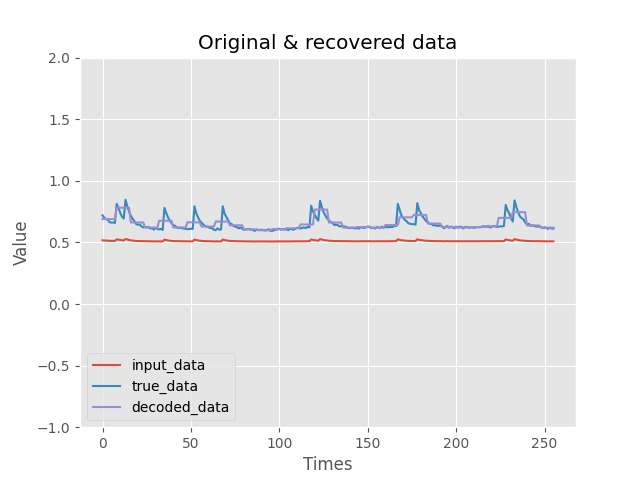 Original & recovered data
2.0
1.5
1.0
0.5
0.0
−0.5
−1.0
Value
input_data
true_data
decoded_data
0 50 100 150 200 250
Times